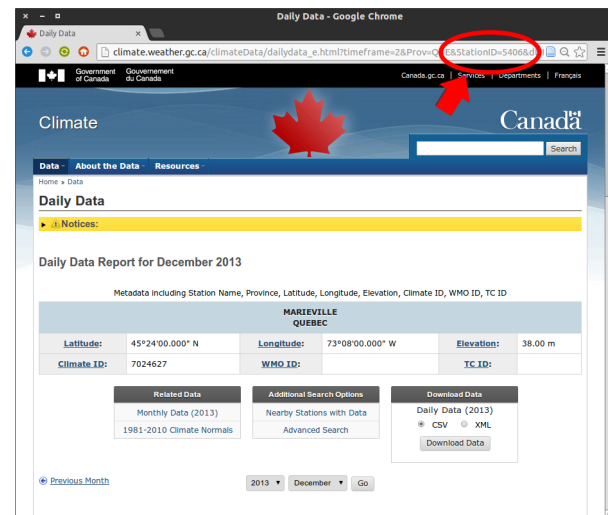 Daily Data - Google Chrome
Daily Data
climate.weather.gc.ca/climateData/dailydata_e.html?timeframe=2&Prov=Q E&StationID=5406&d
Government of Canada
Gouvernement du Canada
Canada.gc.ca | Services | Departments | Français
Climate
Canada
Search
Data About the Data Resources
Home » Data
Daily Data
Notices:
Daily Data Report for December 2013
Metadata including Station Name, Province, Latitude, Longitude, Elevation, Climate ID, WMO ID, TC ID
MARIEVILLE
QUEBEC
Latitude: 45°24'00.000" N Longitude: 73°08'00.000" W Elevation: 38.00 m
Climate ID: 7024627 WMO ID: TC ID:
Related Data Additional Search Options Download Data
Monthly Data (2013) Nearby Stations with Data Daily Data (2013)
1981-2010 Climate Normals Advanced Search CSV XML
Download Data
Previous Month 2013 December Go